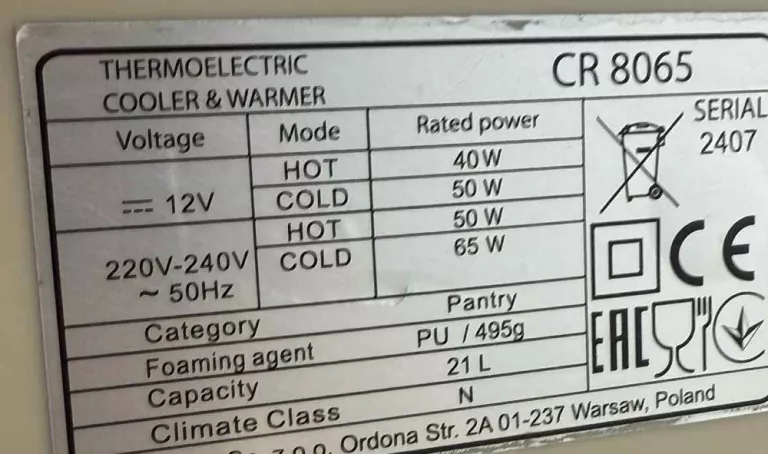 THERMOELECTRIC
COOLER & WARMER
CR 8065
SERIAL
2407
Voltage Mode Rated power
12V HOT 40W
COLD 50 W
220V-240V ~ 50Hz HOT 50 W
COLD 65 W
Category Pantry
Foaming agent PU / 495g
Capacity 21 L
Climate Class N
CE
EAC
Ordona Str. 2A 01-237 Warsaw, Poland